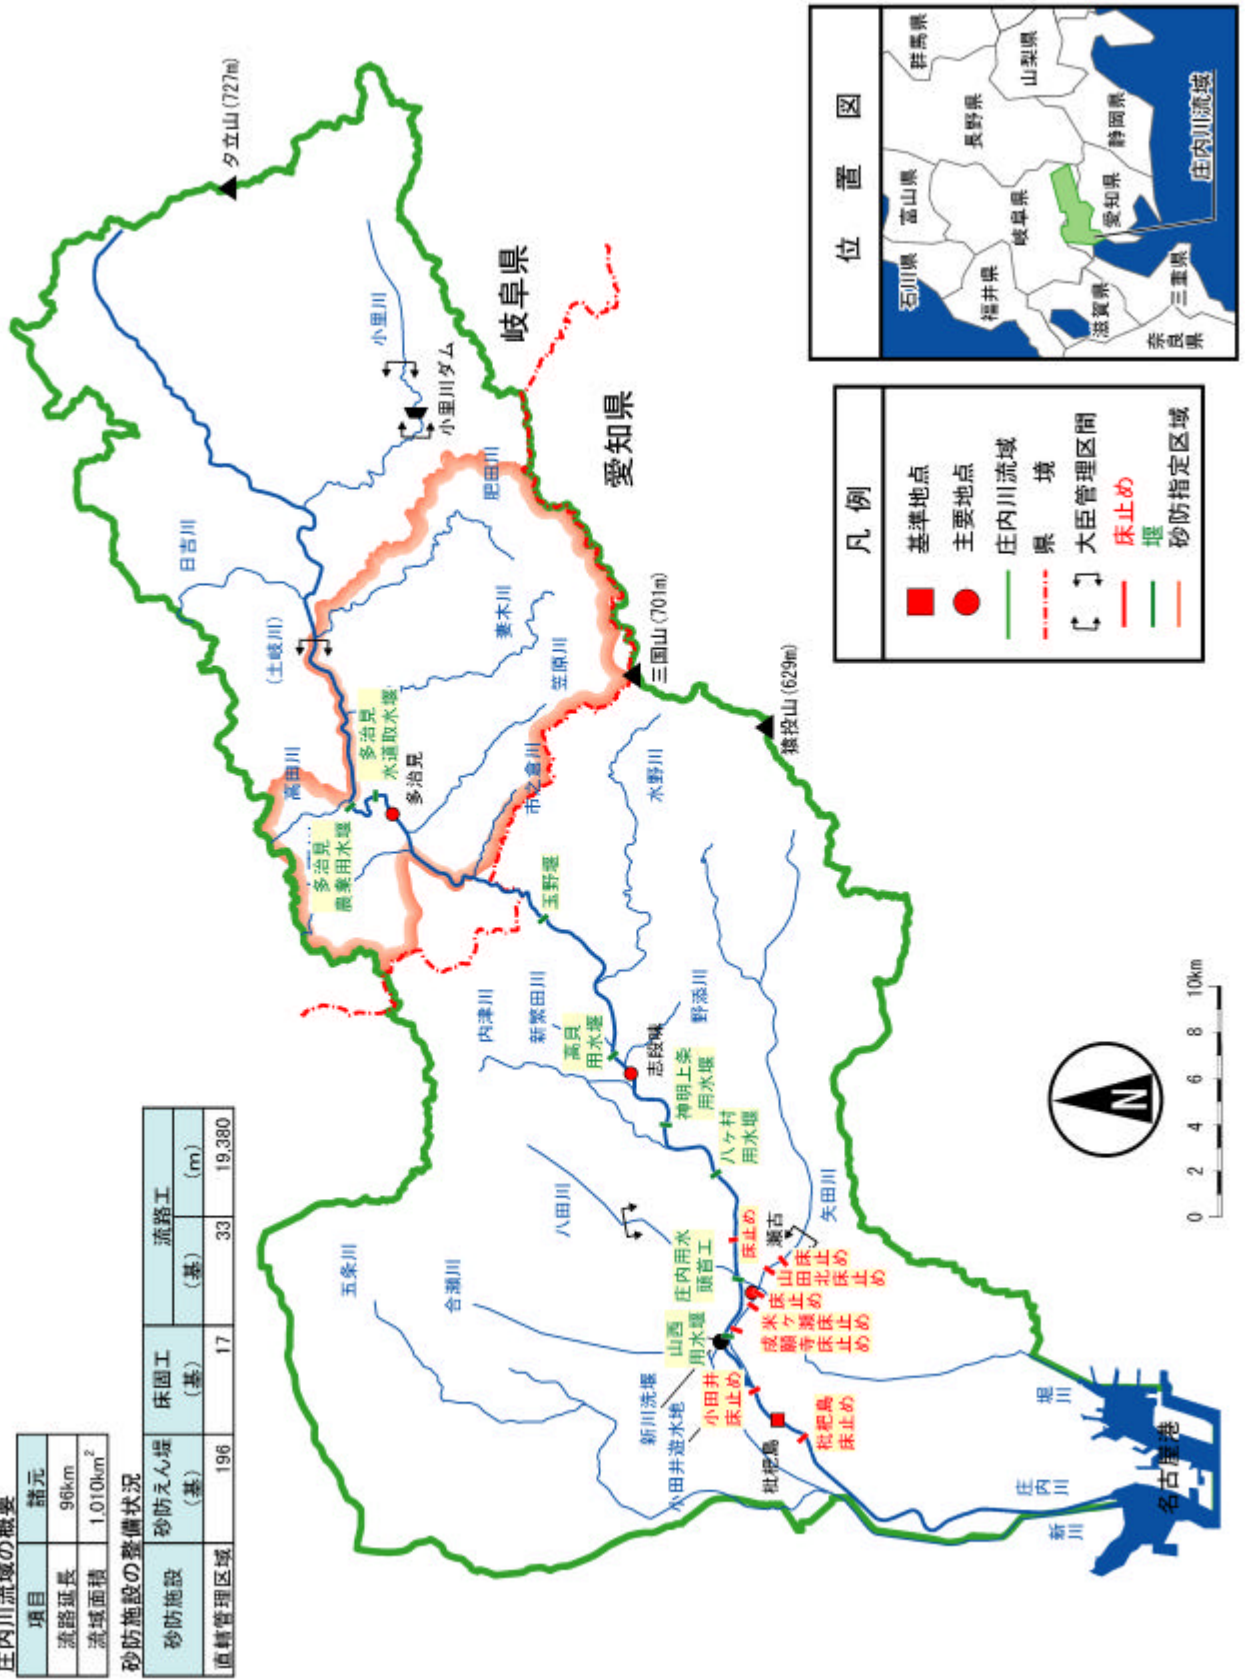 庄内川流域の概要
項目 諸元
流路延長 96km
流域面積 1,010km²
砂防施設の整備状況
砂防施設 砂防えん堤(基) 床固工(基) 流路工
(基) (m)
直轄管理区域 196 17 33 19,380
夕立山(727m)
小里川
小里川ダム
岐阜県
愛知県
肥田川
日吉川
(土岐川)
妻木川
笠原川
三国山(701m)
猿投山(629m)
多治見
水道取水堰
多治見
高田川
多治見
農業用水堰
市之倉川
水野川
玉野堰
内津川
新繁田川
高貝
用水堰
志段味
野添川
神明上条
用水堰
八ケ村
用水堰
八田川
庄内用水
頭首工
床止め
瀬古
矢田川
山田北床止め
床止め
床止め
米ヶ瀬床止め
成願寺床止め
五条川
合瀬川
山西
用水堰
新川洗堰
小田井遊水地
小田井
床止め
枇杷島
枇杷島
床止め
堀川
庄内川
新川
名古屋港
0 2 4 6 8 10km
N
凡例
基準地点
主要地点
庄内川流域
県 境
大臣管理区間
床止め
堰
砂防指定区域
位置図
石川県
富山県
群馬県
長野県
山梨県
福井県
岐阜県
静岡県
愛知県
滋賀県
三重県
奈良県
庄内川流域